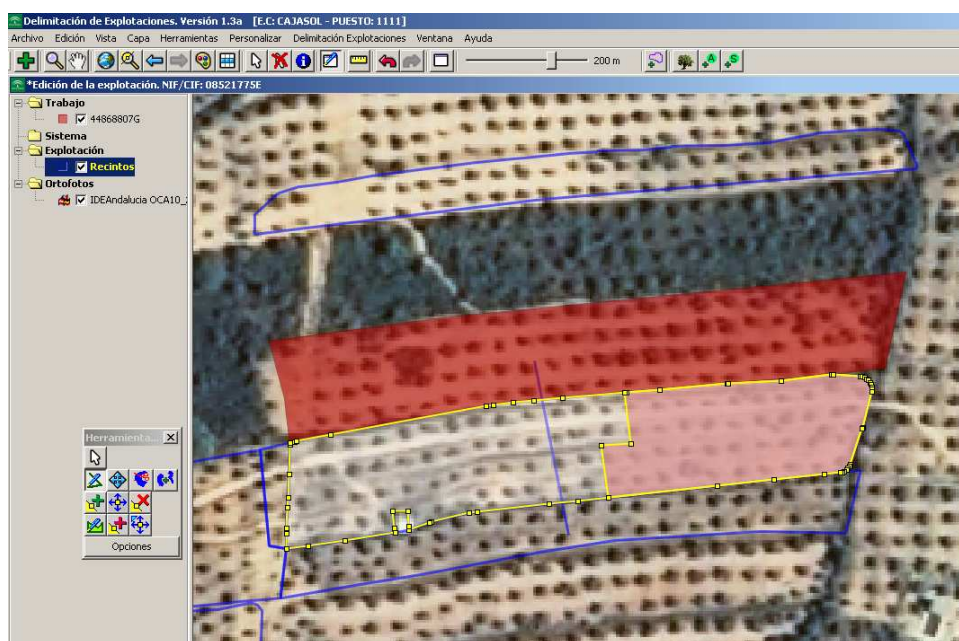 Delimitación de Explotaciones. Versión 1.3a [E.C: CAJASOL - PUESTO: 1111]
Archivo Edición Vista Capa Herramientas Personalizar Delimitación Explotaciones Ventana Ayuda
200 m
*Edición de la explotación. NIF/CIF: 08521775E
Trabajo
44868807G
Sistema
Explotación
Recintos
Ortofotos
IDEAndalucia OCA10_
Herramienta...
Opciones